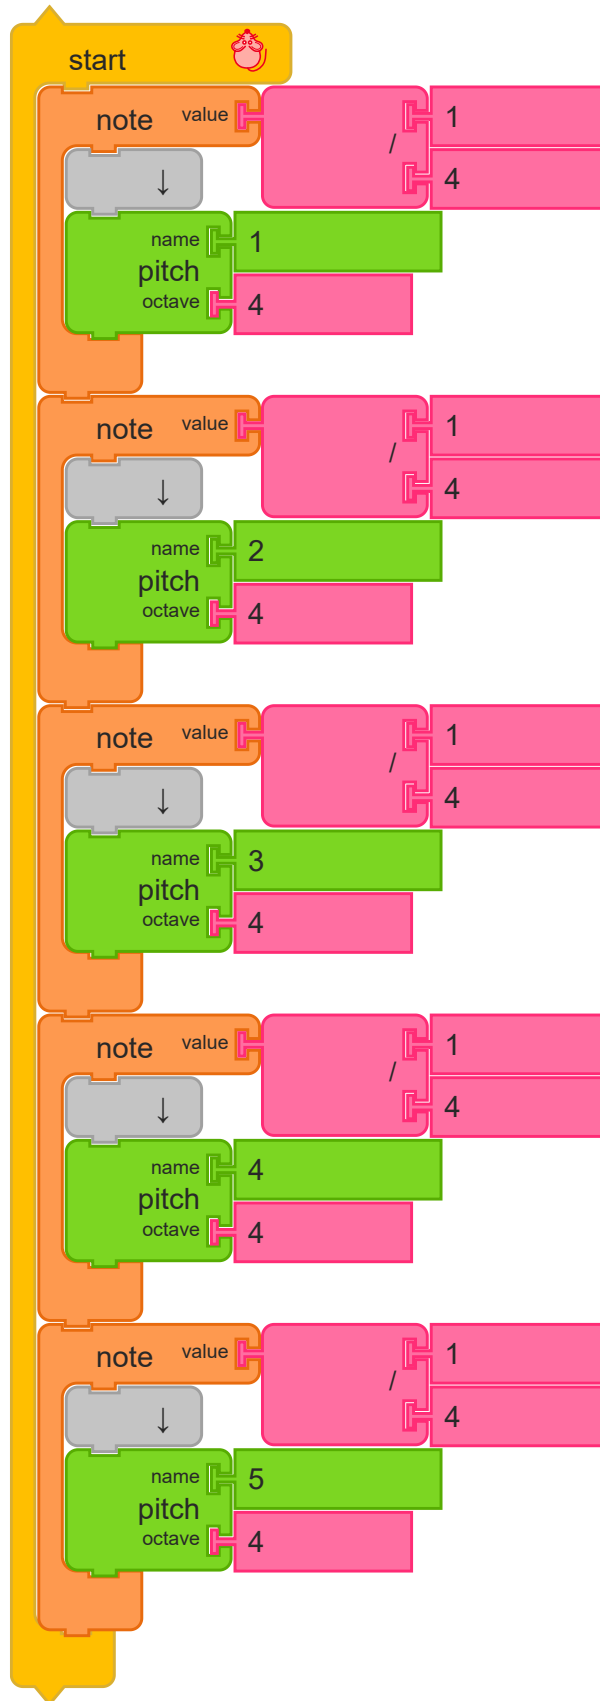 start
note value 1
/
↓ 4
name 1
pitch
octave 4
note value 1
/
↓ 4
name 2
pitch
octave 4
note value 1
/
↓ 4
name 3
pitch
octave 4
note value 1
/
↓ 4
name 4
pitch
octave 4
note value 1
/
↓ 4
name 5
pitch
octave 4